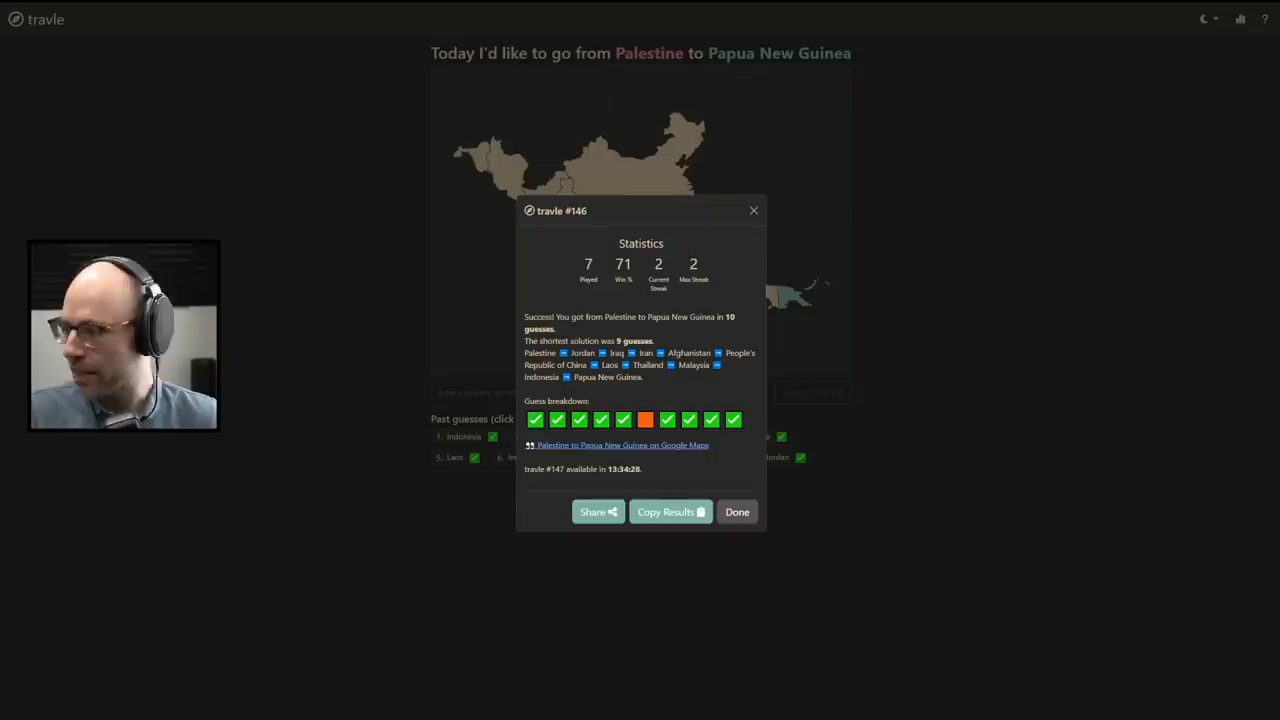 travle
?
Today I'd like to go from Palestine to Papua New Guinea
travle #146
Statistics
7 71 2 2
Played Win % Current Streak Max Streak
Success! You got from Palestine to Papua New Guinea in 10
guesses.
The shortest solution was 9 guesses.
Palestine ➡ Jordan ➡ Iraq ➡ Iran ➡ Afghanistan ➡ People's
Republic of China ➡ Laos ➡ Thailand ➡ Malaysia ➡
Indonesia ➡ Papua New Guinea.
Guess breakdown:
Palestine to Papua New Guinea on Google Maps
travle #147 available in 13:34:28.
Share Copy Results Done
Past guesses (click
1. Indonesia
5. Laos 6. ordan